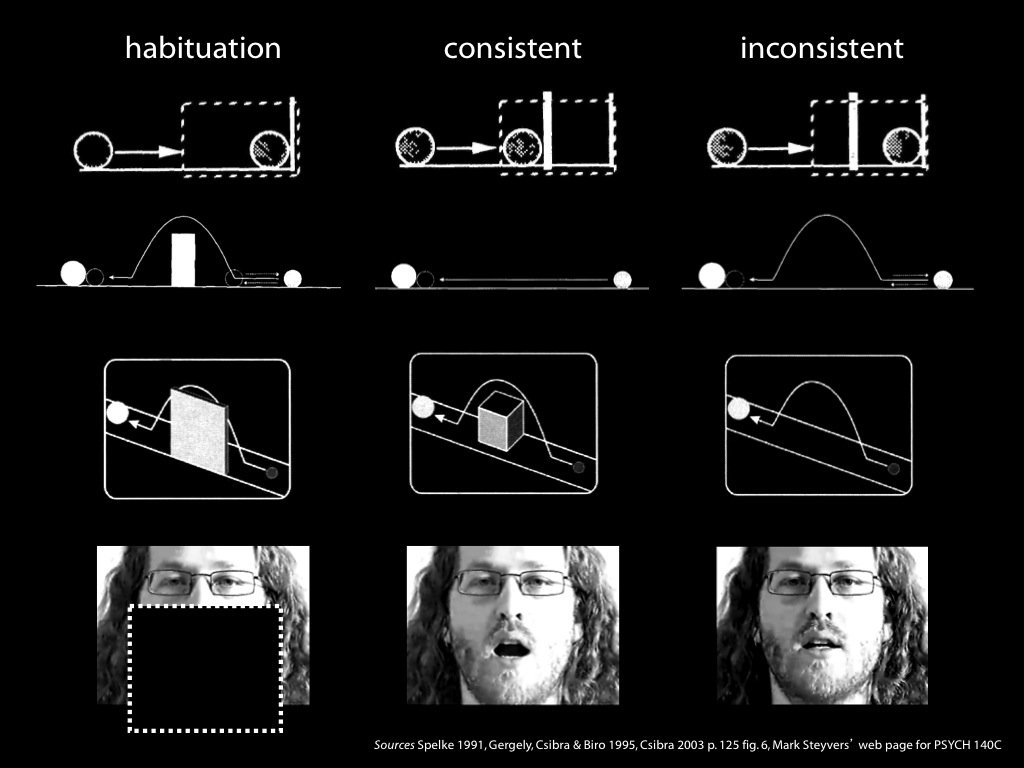 habituation consistent inconsistent
Sources Spelke 1991, Gergely, Csibra & Biro 1995, Csibra 2003 p. 125 fig. 6, Mark Steyvers’ web page for PSYCH 140C